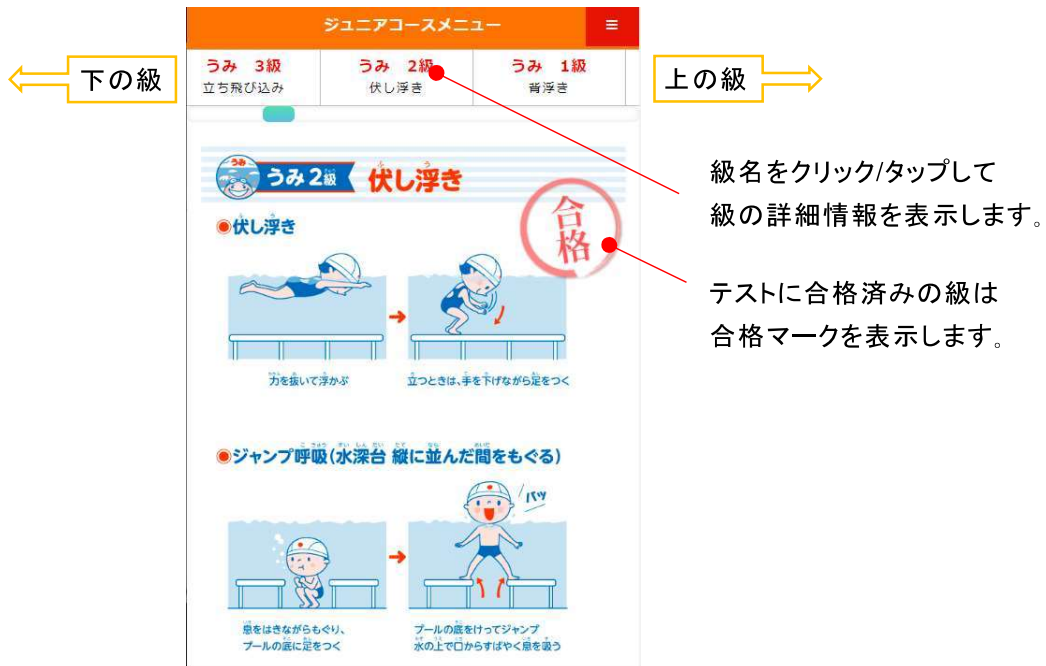 ジュニアコースメニュー
≡
下の級
うみ 3級
立ち飛び込み
うみ 2級
伏し浮き
うみ 1級
背浮き
上の級
うみ
うみ2級 伏し浮き
合格
級名をクリック/タップして
級の詳細情報を表示します。
テストに合格済みの級は
合格マークを表示します。
●伏し浮き
力を抜いて浮かぶ
立つときは、手を下げながら足をつく
●ジャンプ呼吸(水深台 縦に並んだ間をもぐる)
パッ
息をはきながらもぐり、
プールの底に足をつく
プールの底をけってジャンプ
水の上で口からすばやく息を吸う